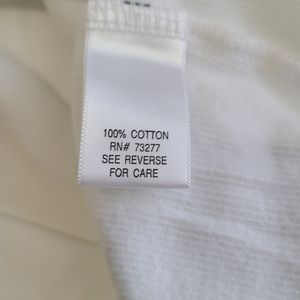 100% COTTON
RN# 73277
SEE REVERSE
FOR CARE